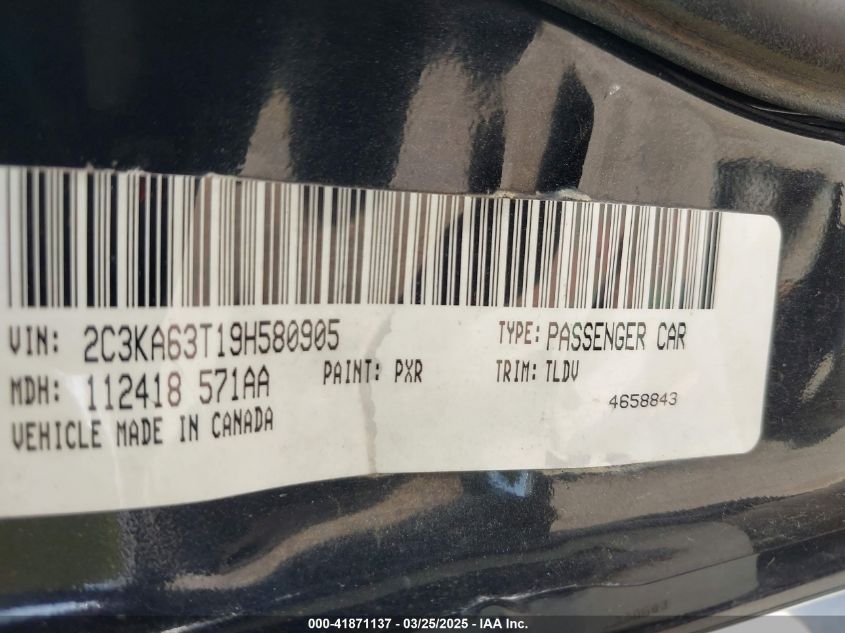 VIN: 2C3KA63T19H580905 TYPE: PASSENGER CAR
MDH: 112418 571AA PAINT: PXR TRIM: TLDV
VEHICLE MADE IN CANADA 4658843
000-41871137 - 03/25/2025 - IAA Inc.